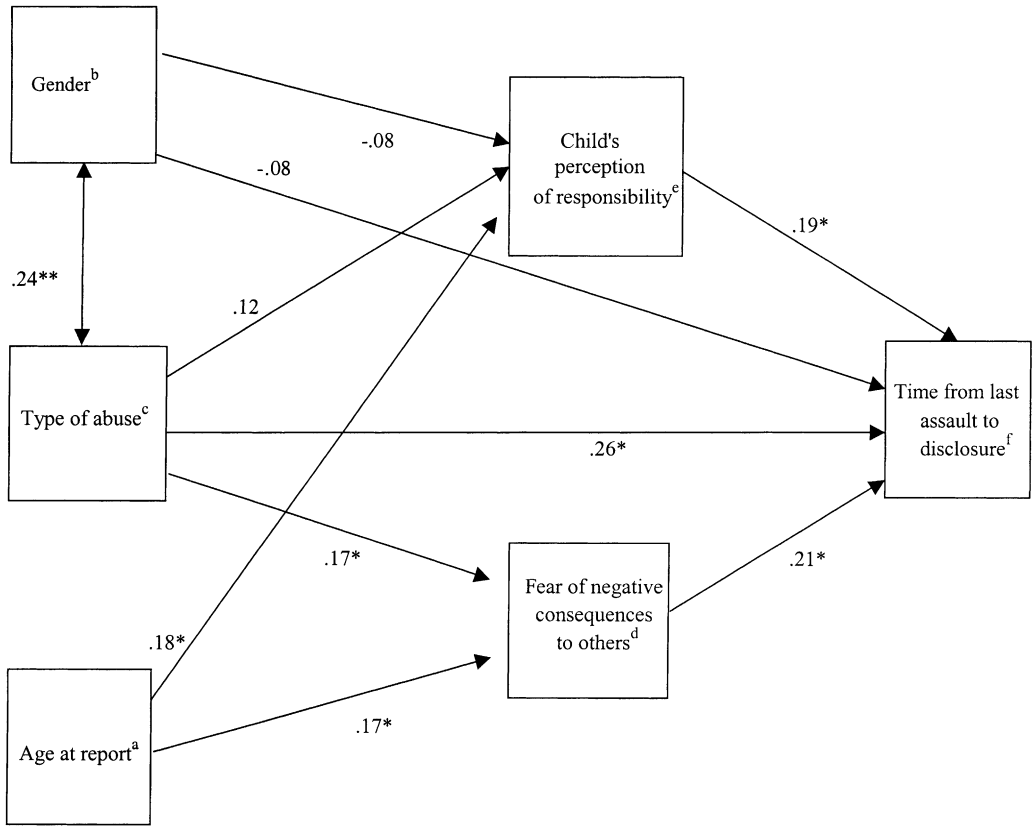 Gender^b
Child's
perception
of responsibility^e
-.08
-.08
.19*
.24**
.12
Type of abuse^c
Time from last
assault to
disclosure^f
.26*
.17*
Fear of negative
consequences
to others^d
.21*
.18*
.17*
Age at report^a